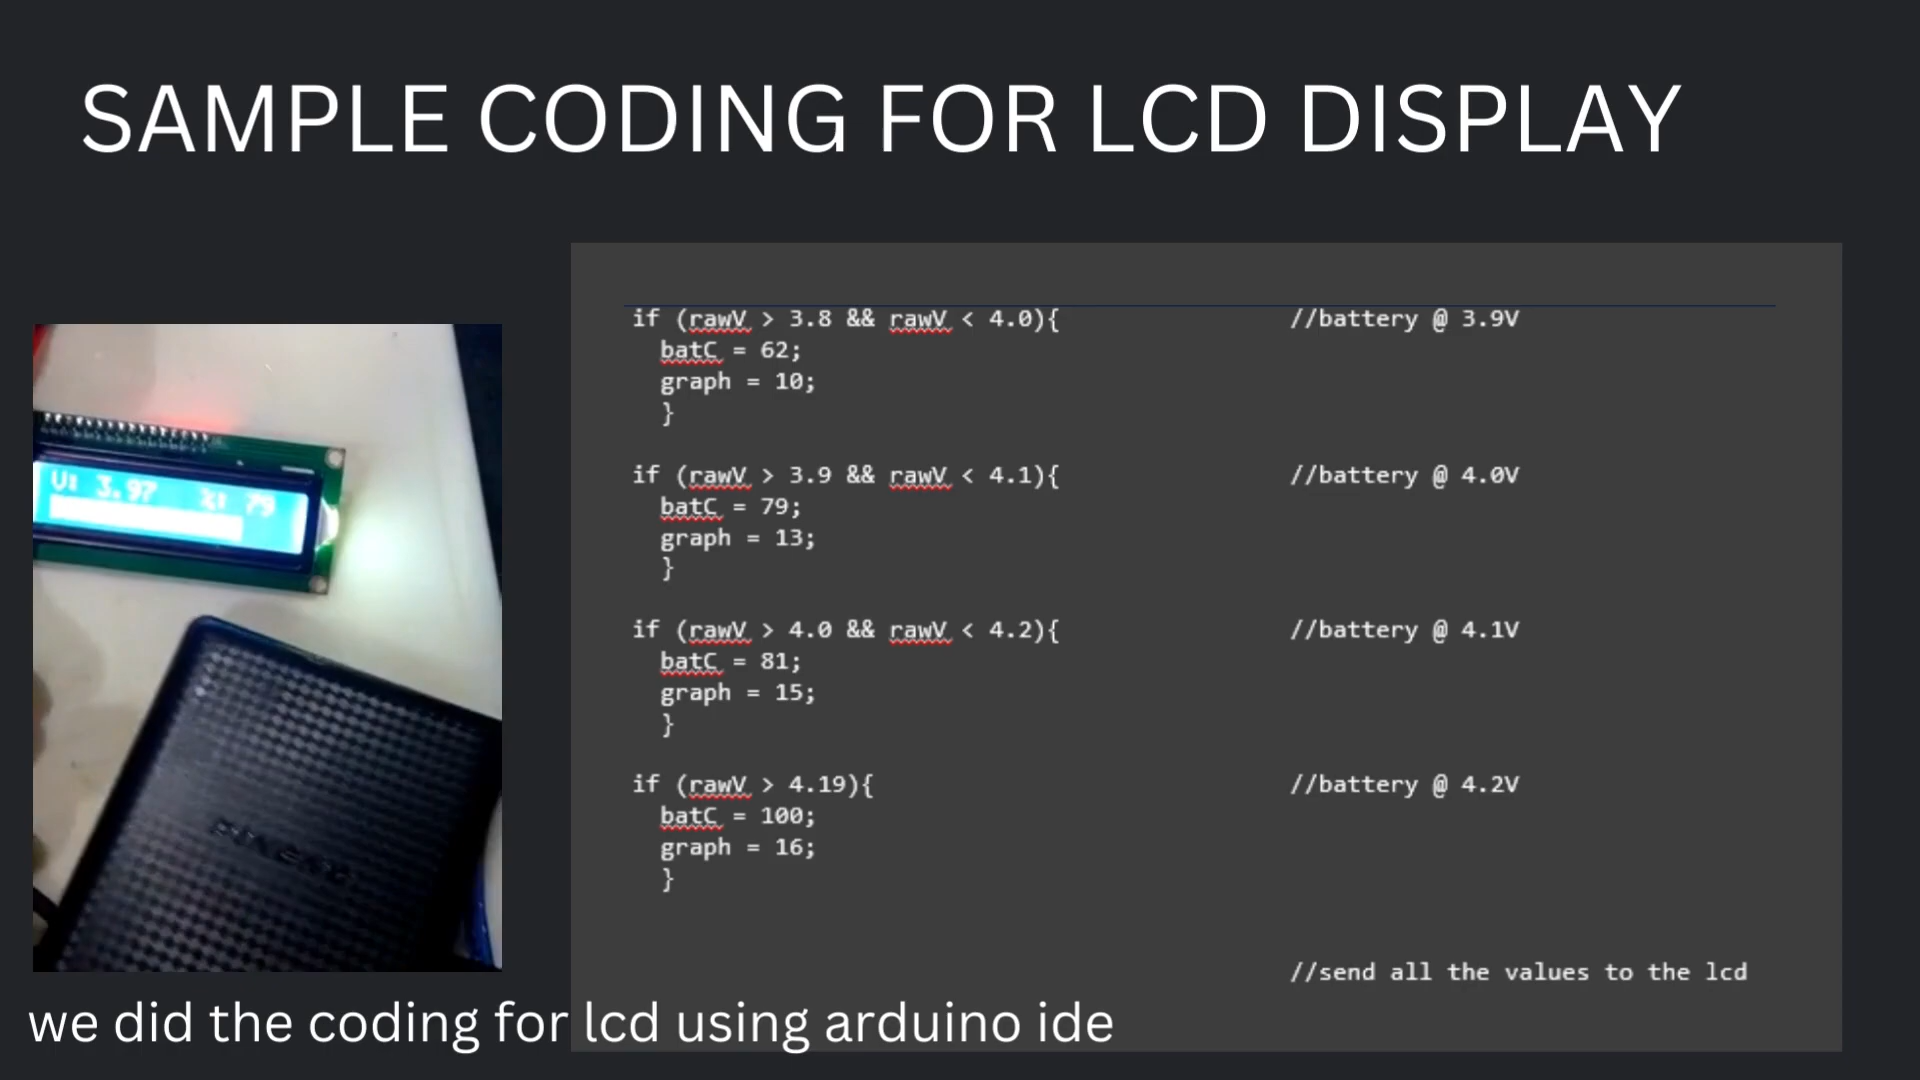 SAMPLE CODING FOR LCD DISPLAY
V: 3.97 %: 79
if (rawV > 3.8 && rawV < 4.0){ //battery @ 3.9V
batC = 62;
graph = 10;
}
if (rawV > 3.9 && rawV < 4.1){ //battery @ 4.0V
batC = 79;
graph = 13;
}
if (rawV > 4.0 && rawV < 4.2){ //battery @ 4.1V
batC = 81;
graph = 15;
}
if (rawV > 4.19){ //battery @ 4.2V
batC = 100;
graph = 16;
}
//send all the values to the lcd
we did the coding for lcd using arduino ide